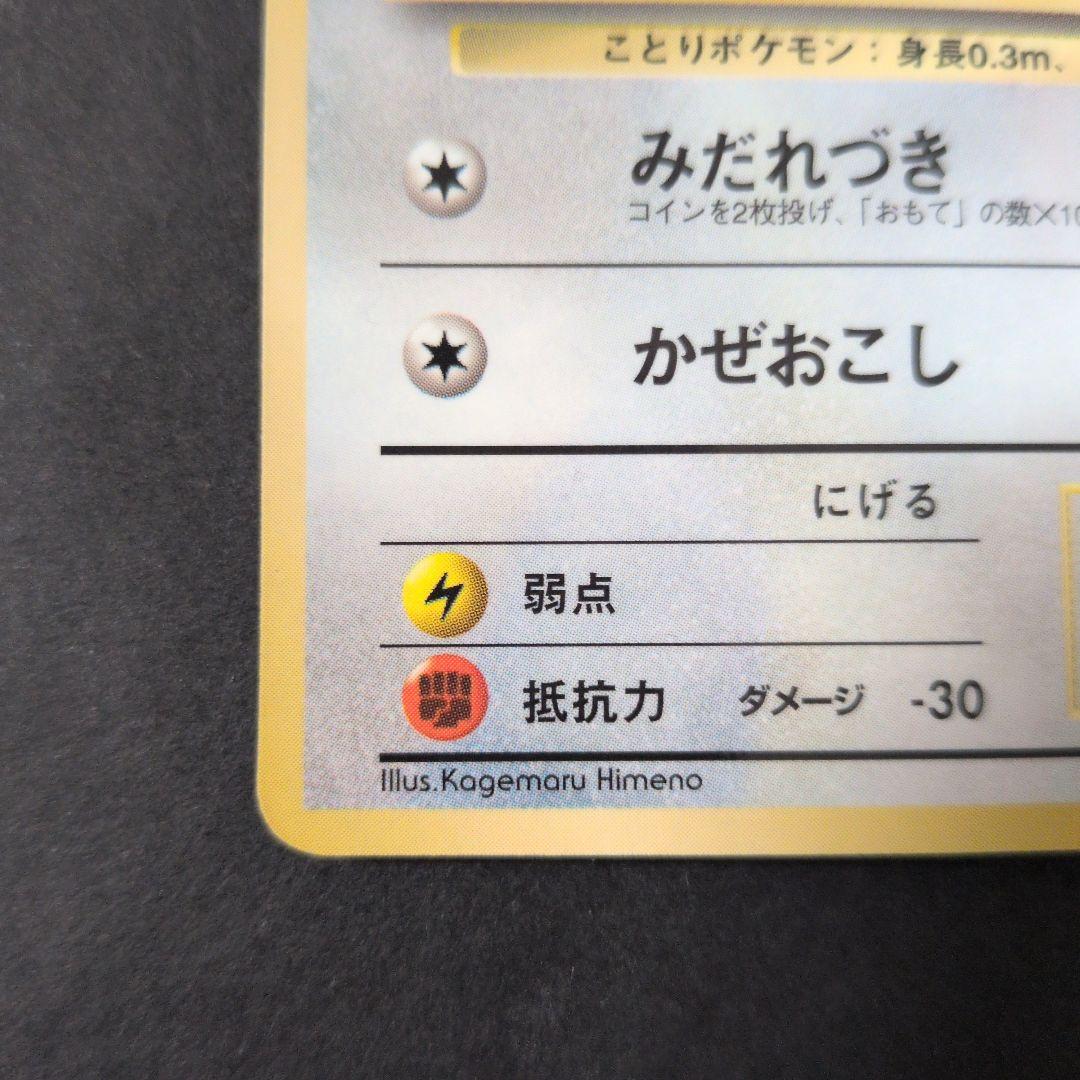 ことりポケモン：身長0.3m、
みだれづき
コインを2枚投げ、「おもて」の数×10
かぜおこし
にげる
弱点
抵抗力 ダメージ -30
Illus.Kagemaru Himeno